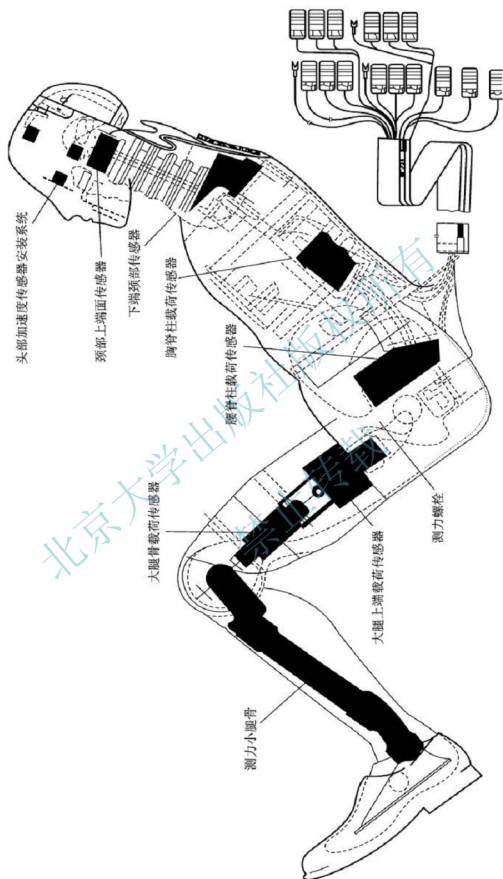 头部加速度传感器安装系统
颈部上端面传感器
下端颈部传感器
胸脊柱载荷传感器
腰脊柱载荷传感器
大腿骨载荷传感器
测力螺栓
大腿上端载荷传感器
测力小腿骨
北京大学出版社版权所有
禁止转载